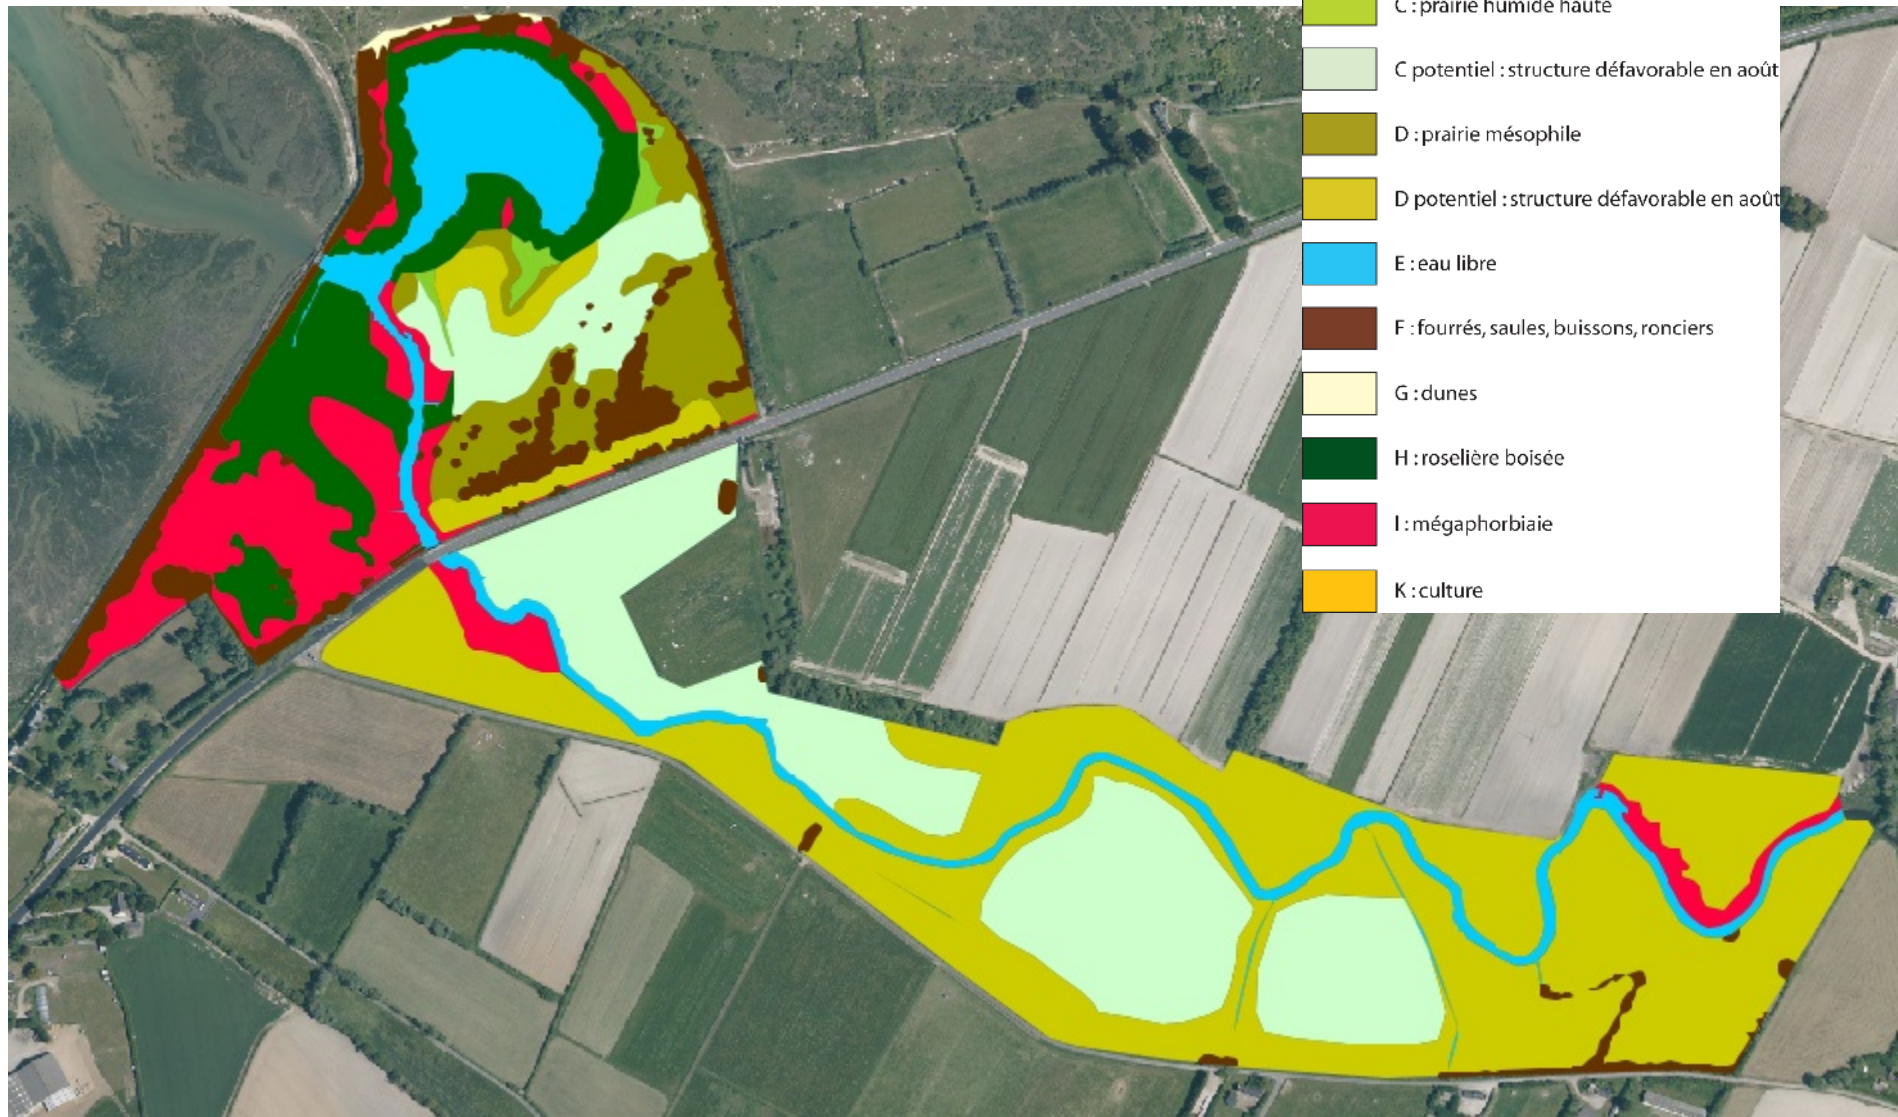 C : prairie humide haute
C potentiel : structure défavorable en août
D : prairie mésophile
D potentiel : structure défavorable en août
E : eau libre
F : fourrés, saules, buissons, ronciers
G : dunes
H : roselière boisée
I : mégaphorbiaie
K : culture